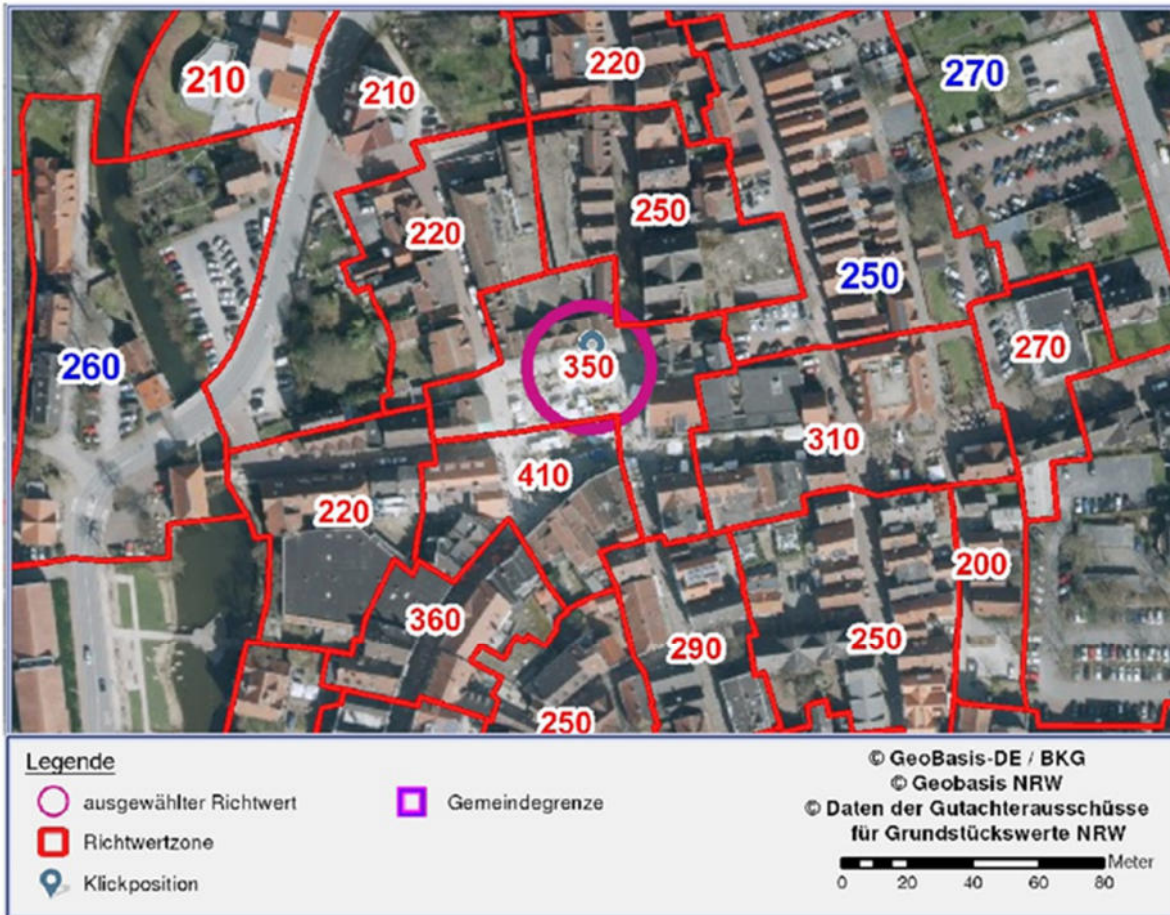 220
270
210
210
250
220
250
270
350
260
310
410
220
200
360
250
290
250
Legende
ausgewählter Richtwert
Gemeindegrenze
Richtwertzone
Klickposition
© GeoBasis-DE / BKG
© Geobasis NRW
© Daten der Gutachterausschüsse
für Grundstückswerte NRW
Meter
0 20 40 60 80